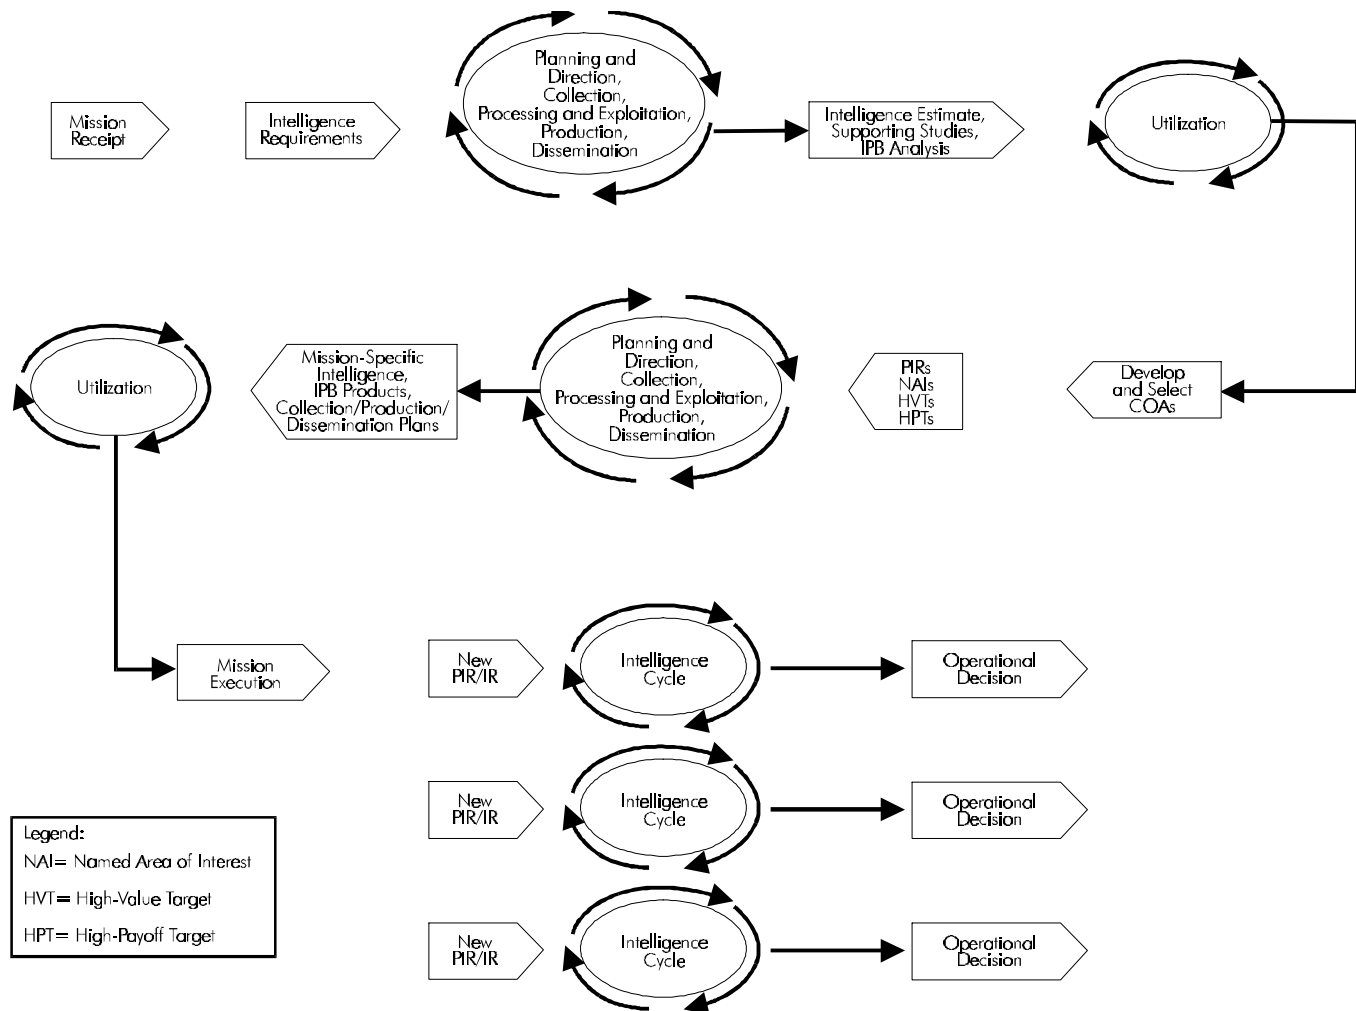 Mission
Receipt
Intelligence
Requirements
Planning and
Direction,
Collection,
Processing and Exploitation,
Production,
Dissemination
Intelligence Estimate,
Supporting Studies,
IPB Analysis
Utilization
Utilization
Mission-Specific
Intelligence,
IPB Products,
Collection/Production/
Dissemination Plans
Planning and
Direction,
Collection,
Processing and Exploitation,
Production,
Dissemination
PIRs
NAIs
HVTs
HPTs
Develop
and Select
COAs
Mission
Execution
New
PIR/IR
Intelligence
Cycle
Operational
Decision
New
PIR/IR
Intelligence
Cycle
Operational
Decision
New
PIR/IR
Intelligence
Cycle
Operational
Decision
Legend:
NAI= Named Area of Interest
HVT= High-Value Target
HPT= High-Payoff Target